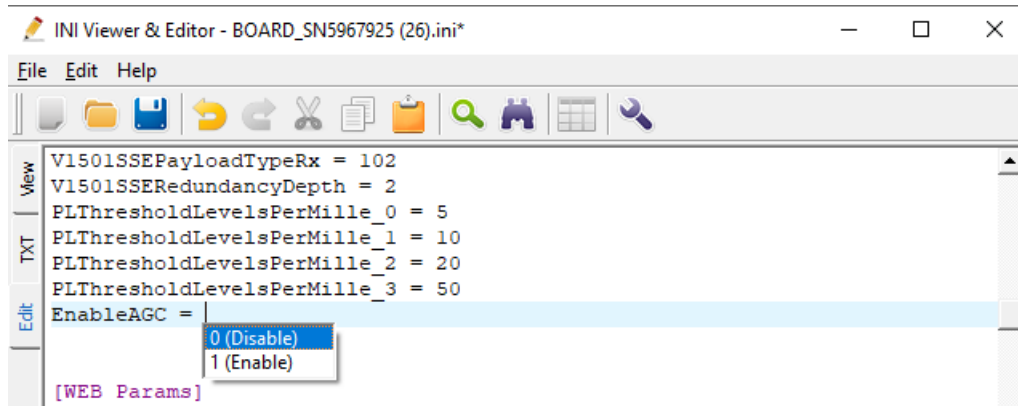 INI Viewer & Editor - BOARD_SN5967925 (26).ini*
File Edit Help
View
TXT
Edit
V1501SSEPayloadTypeRx = 102
V1501SSERedundancyDepth = 2
PLThresholdLevelsPerMille_0 = 5
PLThresholdLevelsPerMille_1 = 10
PLThresholdLevelsPerMille_2 = 20
PLThresholdLevelsPerMille_3 = 50
EnableAGC =
0 (Disable)
1 (Enable)
[WEB Params]